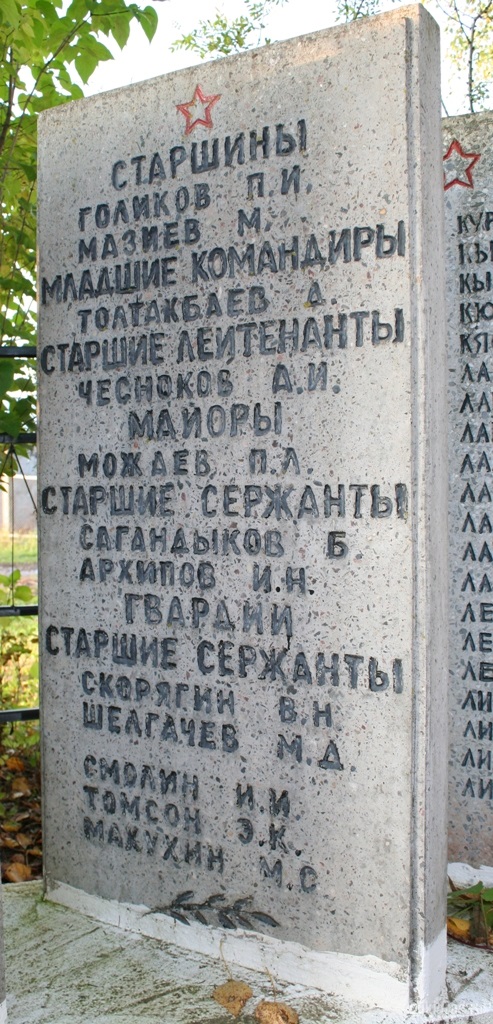 СТАРШИНЫ
ГОЛИКОВ П.И.
МАЗИЕВ М.
МЛАДШИЕ КОМАНДИРЫ
ТОЛТАКБАЕВ А.
СТАРШИЕ ЛЕЙТЕНАНТЫ
ЧЕСНОКОВ А.И.
МАЙОРЫ
МОЖАЕВ П.А.
СТАРШИЕ СЕРЖАНТЫ
САГАНДЫКОВ Б.
АРХИПОВ И.Н.
ГВАРДИИ
СТАРШИЕ СЕРЖАНТЫ
СКОРЯГИН В.Н.
ШЕЛГАЧЕВ М.Д.
СМОЛИН И.И.
ТОМСОН Э.К.
МАХУХИН М.С